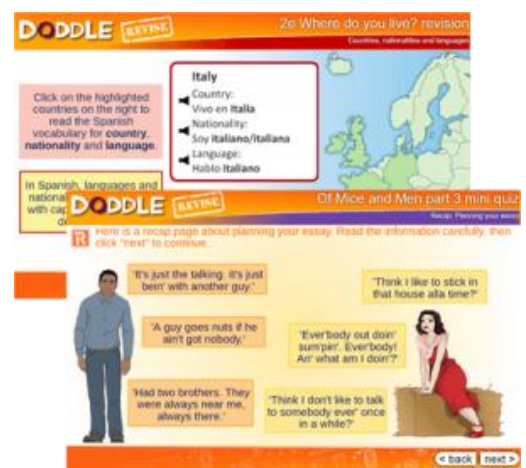 DODDLE REVISE
2e Where do you live? revision
Countries, nationalities and languages
Click on the highlighted
countries on the right to
read the Spanish
vocabulary for country,
nationality and language.
Italy
Country:
Vivo en Italia
Nationality:
Soy italiano/italiana
Language:
Hablo Italiano
In Spanish, languages and
DODDLE REVISE
Of Mice and Men part 3 mini quiz
Recap: Planning your essay
R Here is a recap page about planning your essay. Read the information carefully, then
click "next" to continue.
'It's just the talking. It's just
bein' with another guy.'
'A guy goes nuts if he
ain't got nobody.'
'Had two brothers. They
were always near me,
always there.'
'Think I like to stick in
that house alla time?'
'Ever'body out doin'
sum'pin'. Ever'body!
An' what am I doin'?'
'Think I don't like to talk
to somebody ever' once
in a while?'
< back next >